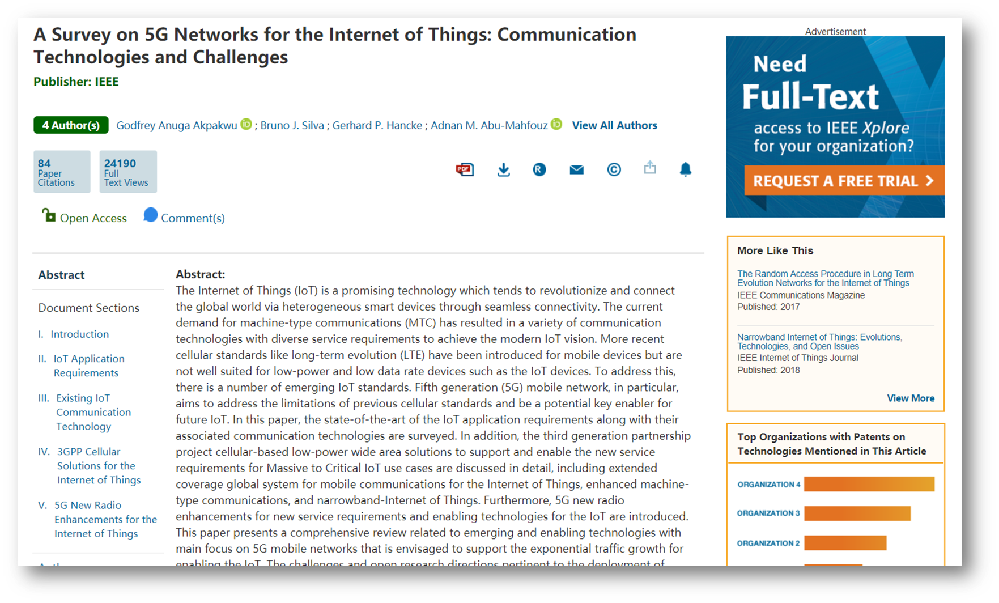 A Survey on 5G Networks for the Internet of Things: Communication
Technologies and Challenges
Publisher: IEEE
4 Author(s)
Godfrey Anuga Akpakwu iD ; Bruno J. Silva ; Gerhard P. Hancke ; Adnan M. Abu-Mahfouz iD View All Authors
84
Paper
Citations
24190
Full
Text Views
PDF
R
©
Open Access
Comment(s)
Abstract
Document Sections
I. Introduction
II. IoT Application
Requirements
III. Existing IoT
Communication
Technology
IV. 3GPP Cellular
Solutions for the
Internet of Things
V. 5G New Radio
Enhancements for the
Internet of Things
Abstract:
The Internet of Things (IoT) is a promising technology which tends to revolutionize and connect
the global world via heterogeneous smart devices through seamless connectivity. The current
demand for machine-type communications (MTC) has resulted in a variety of communication
technologies with diverse service requirements to achieve the modern IoT vision. More recent
cellular standards like long-term evolution (LTE) have been introduced for mobile devices but are
not well suited for low-power and low data rate devices such as the IoT devices. To address this,
there is a number of emerging IoT standards. Fifth generation (5G) mobile network, in particular,
aims to address the limitations of previous cellular standards and be a potential key enabler for
future IoT. In this paper, the state-of-the-art of the IoT application requirements along with their
associated communication technologies are surveyed. In addition, the third generation partnership
project cellular-based low-power wide area solutions to support and enable the new service
requirements for Massive to Critical IoT use cases are discussed in detail, including extended
coverage global system for mobile communications for the Internet of Things, enhanced machine-
type communications, and narrowband-Internet of Things. Furthermore, 5G new radio
enhancements for new service requirements and enabling technologies for the IoT are introduced.
This paper presents a comprehensive review related to emerging and enabling technologies with
main focus on 5G mobile networks that is envisaged to support the exponential traffic growth for
enabling the IoT. The challenges and open research directions pertinent to the deployment of
Advertisement
Need
Full-Text
access to IEEE Xplore
for your organization?
REQUEST A FREE TRIAL >
More Like This
The Random Access Procedure in Long Term
Evolution Networks for the Internet of Things
IEEE Communications Magazine
Published: 2017
Narrowband Internet of Things: Evolutions,
Technologies, and Open Issues
IEEE Internet of Things Journal
Published: 2018
View More
Top Organizations with Patents on
Technologies Mentioned in This Article
ORGANIZATION 4
ORGANIZATION 3
ORGANIZATION 2